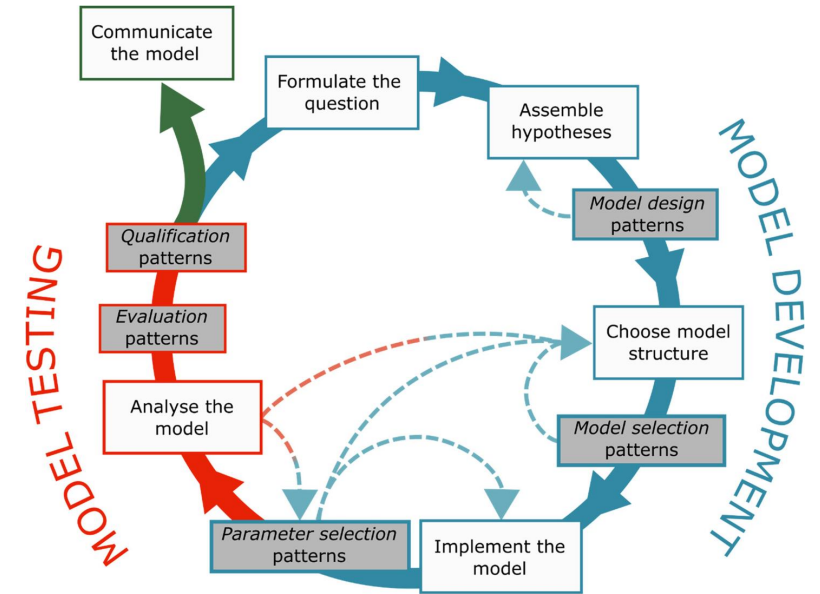 Communicate
the model
Formulate the
question
Assemble
hypotheses
Model design
patterns
MODEL DEVELOPMENT
Choose model
structure
Model selection
patterns
Implement the
model
Parameter selection
patterns
Analyse the
model
Evaluation
patterns
Qualification
patterns
MODEL TESTING